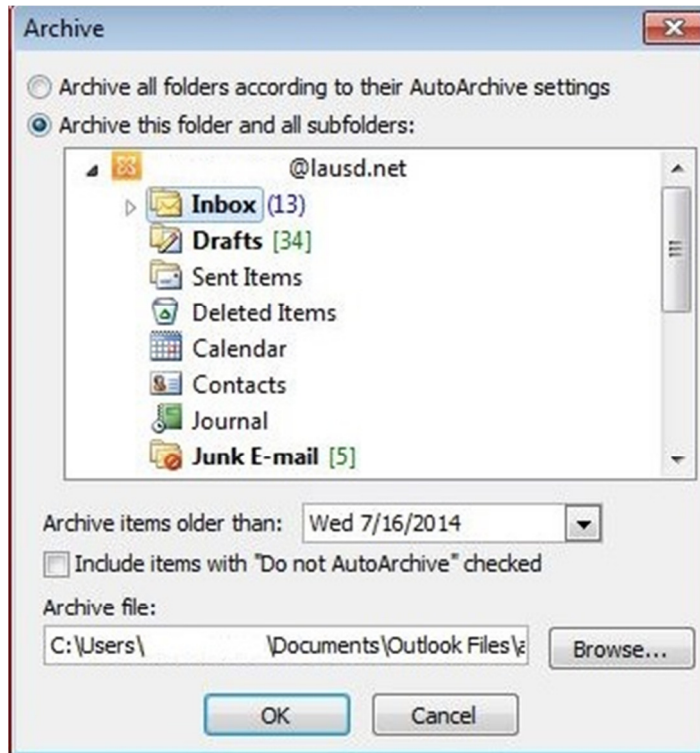 Archive
Archive all folders according to their AutoArchive settings
Archive this folder and all subfolders:
@lausd.net
Inbox (13)
Drafts [34]
Sent Items
Deleted Items
Calendar
Contacts
Journal
Junk E-mail [5]
Archive items older than: Wed 7/16/2014
Include items with "Do not AutoArchive" checked
Archive file:
C:\Users\ \Documents\Outlook Files\a Browse...
OK Cancel